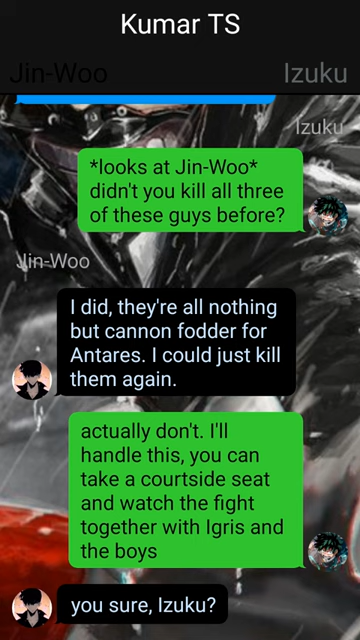 Kumar TS
Jin-Woo
Izuku
Izuku
*looks at Jin-Woo*
didn't you kill all three
of these guys before?
Jin-Woo
I did, they're all nothing
but cannon fodder for
Antares. I could just kill
them again.
actually don't. I'll
handle this, you can
take a courtside seat
and watch the fight
together with Igris and
the boys
you sure, Izuku?